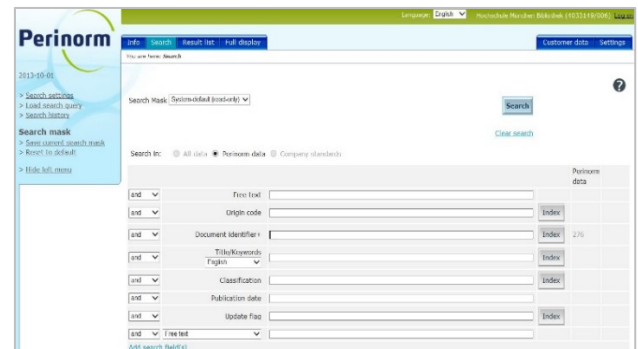 Language: English Hochschule München Bibliothek (4033148/006) Log on
Perinorm
Info Search Result list Full display Customer data Settings
You are here: Search
2013-10-01
> Search settings
> Load search query
> Search history
Search mask
> Save current search mask
> Reset to default
> Hide left menu
Search Mask System-default (read-only)
Search
Clear search
Search in: All data Perinorm data Company standards
Perinorm data
and Free text
and Origin code Index
and Document identifier+ Index 276
and Title/Keywords English Index
and Classification Index
and Publication date
and Update flag Index
and Free text
Add search field(s)